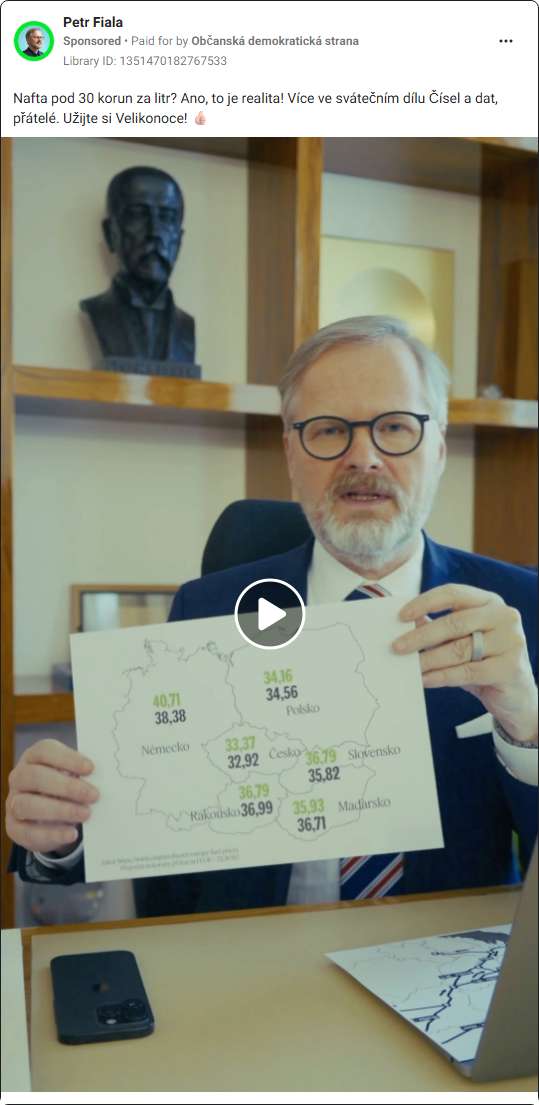 Petr Fiala
Sponsored • Paid for by Občanská demokratická strana
Library ID: 1351470182767533
Nafta pod 30 korun za litr? Ano, to je realita! Více ve svátečním dílu Čísel a dat,
přátelé. Užijte si Velikonoce! 👍🏻
40,71
38,38
Německo
34,16
34,56
Polsko
33,37
32,92
Česko
36,79
35,82
Slovensko
36,79
36,99
Rakousko
35,93
36,71
Maďarsko